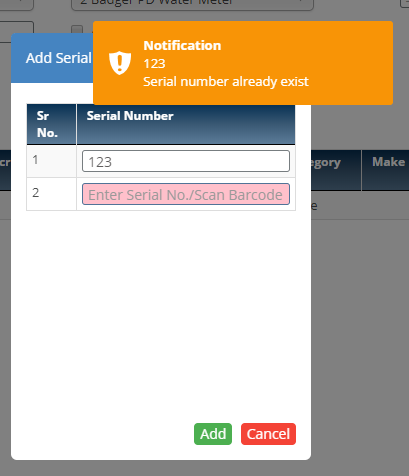 2 Badger PD Water Meter
Notification
123
Serial number already exist
Add Serial
Sr No.
Serial Number
egory
Make
1
123
2
Enter Serial No./Scan Barcode
Add
Cancel